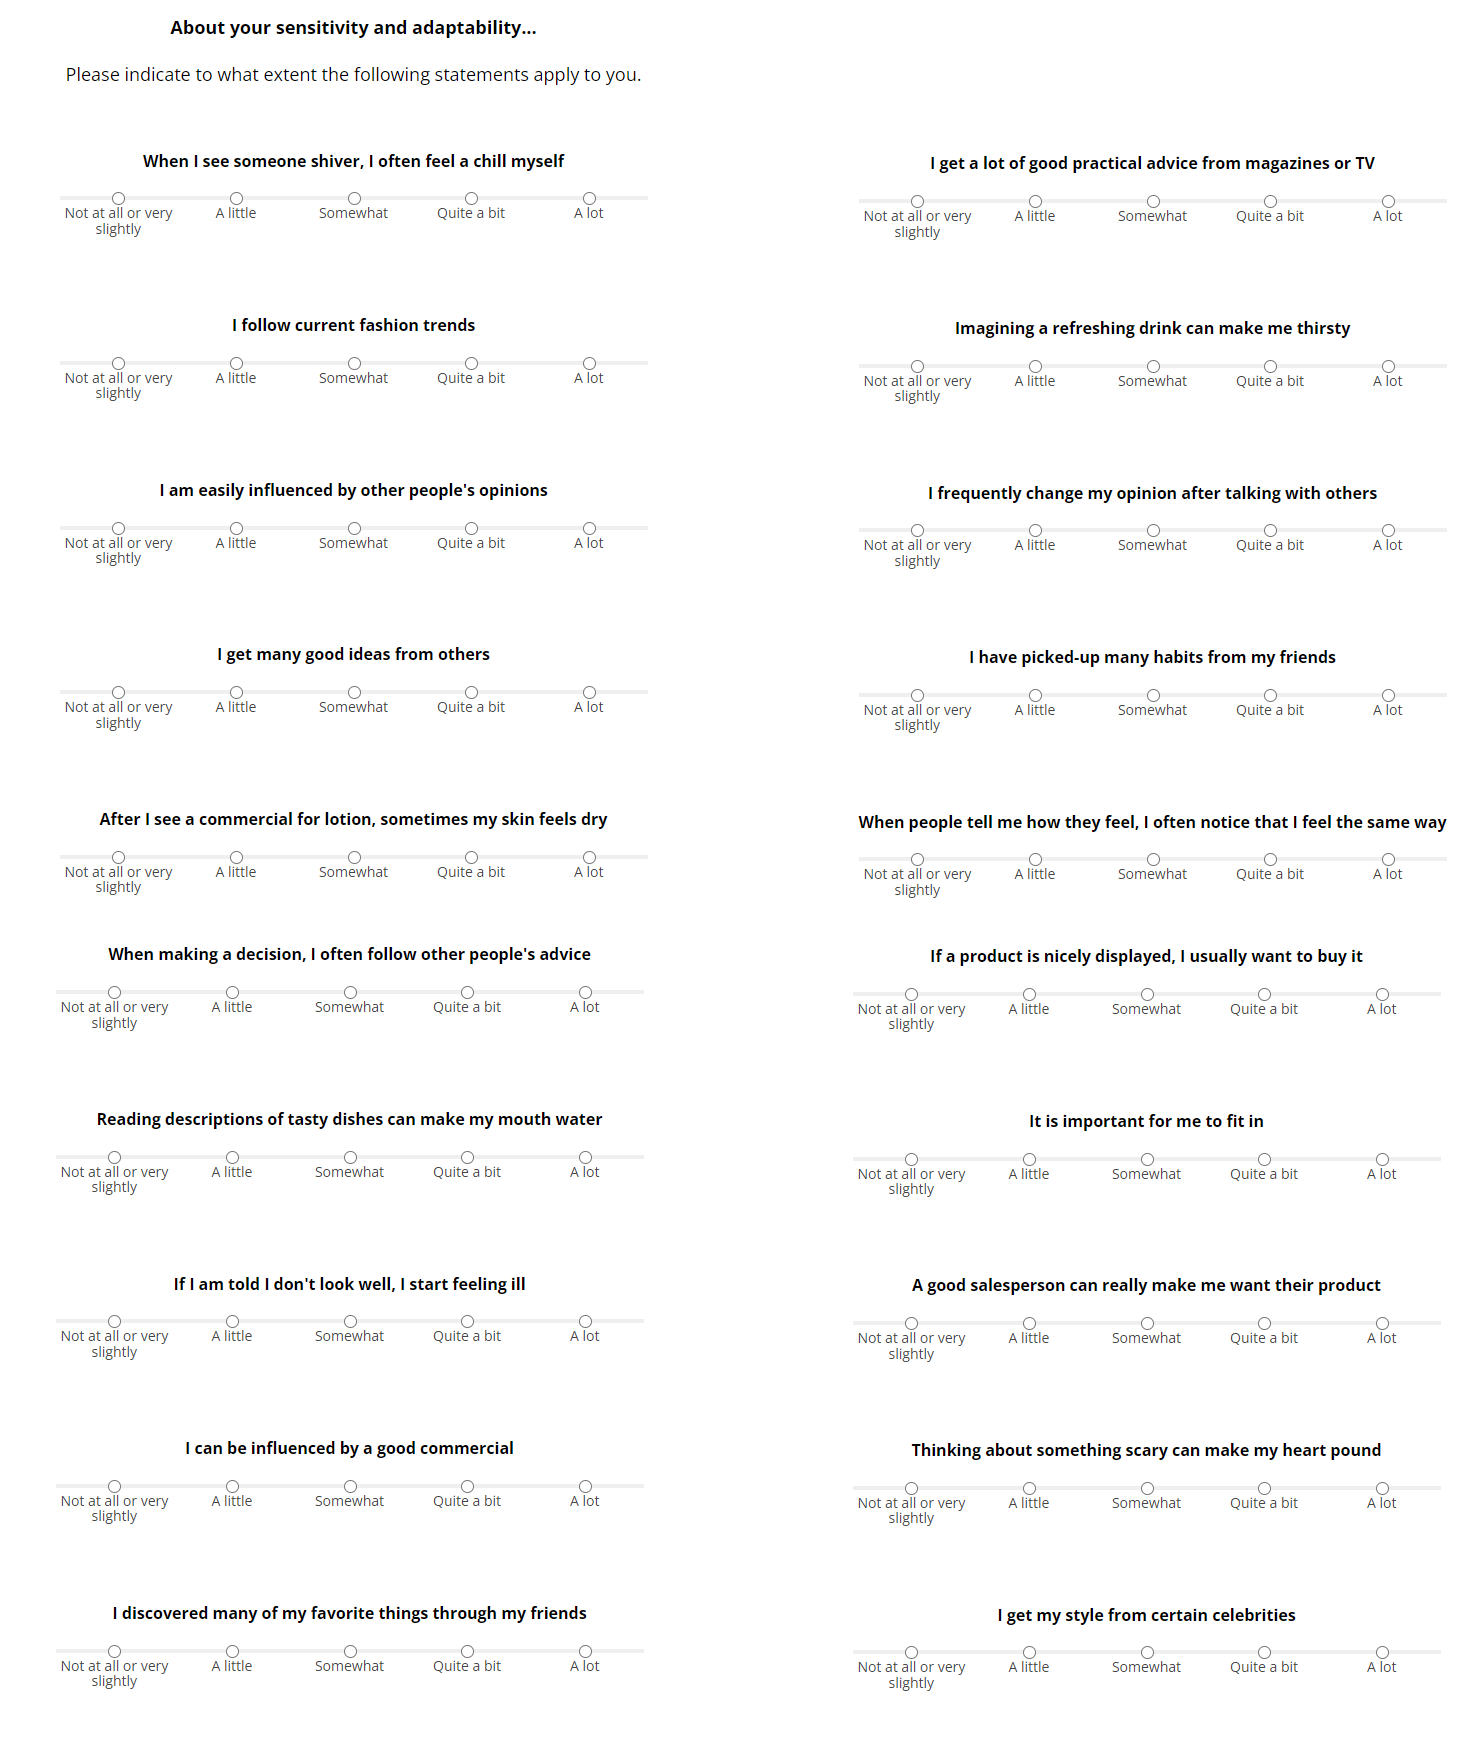 About your sensitivity and adaptability...
Please indicate to what extent the following statements apply to you.
When I see someone shiver, I often feel a chill myself
Not at all or very slightly A little Somewhat Quite a bit A lot
I follow current fashion trends
Not at all or very slightly A little Somewhat Quite a bit A lot
I am easily influenced by other people's opinions
Not at all or very slightly A little Somewhat Quite a bit A lot
I get many good ideas from others
Not at all or very slightly A little Somewhat Quite a bit A lot
After I see a commercial for lotion, sometimes my skin feels dry
Not at all or very slightly A little Somewhat Quite a bit A lot
When making a decision, I often follow other people's advice
Not at all or very slightly A little Somewhat Quite a bit A lot
Reading descriptions of tasty dishes can make my mouth water
Not at all or very slightly A little Somewhat Quite a bit A lot
If I am told I don't look well, I start feeling ill
Not at all or very slightly A little Somewhat Quite a bit A lot
I can be influenced by a good commercial
Not at all or very slightly A little Somewhat Quite a bit A lot
I discovered many of my favorite things through my friends
Not at all or very slightly A little Somewhat Quite a bit A lot
I get a lot of good practical advice from magazines or TV
Not at all or very slightly A little Somewhat Quite a bit A lot
Imagining a refreshing drink can make me thirsty
Not at all or very slightly A little Somewhat Quite a bit A lot
I frequently change my opinion after talking with others
Not at all or very slightly A little Somewhat Quite a bit A lot
I have picked-up many habits from my friends
Not at all or very slightly A little Somewhat Quite a bit A lot
When people tell me how they feel, I often notice that I feel the same way
Not at all or very slightly A little Somewhat Quite a bit A lot
If a product is nicely displayed, I usually want to buy it
Not at all or very slightly A little Somewhat Quite a bit A lot
It is important for me to fit in
Not at all or very slightly A little Somewhat Quite a bit A lot
A good salesperson can really make me want their product
Not at all or very slightly A little Somewhat Quite a bit A lot
Thinking about something scary can make my heart pound
Not at all or very slightly A little Somewhat Quite a bit A lot
I get my style from certain celebrities
Not at all or very slightly A little Somewhat Quite a bit A lot